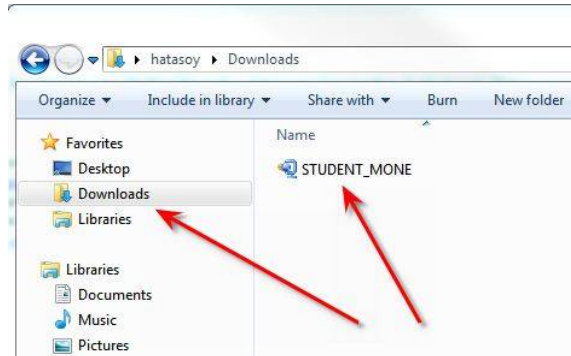 hatasoy Downloads
Organize Include in library Share with Burn New folder
Favorites
Desktop
Downloads
Libraries
Libraries
Documents
Music
Pictures
Name
STUDENT_MONE